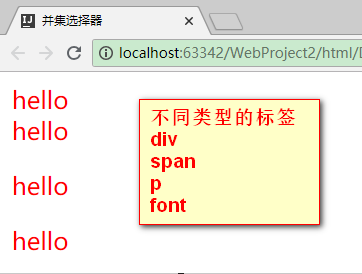 并集选择器
localhost:63342/WebProject2/html/
hello
hello
hello
hello
不同类型的标签
div
span
p
font